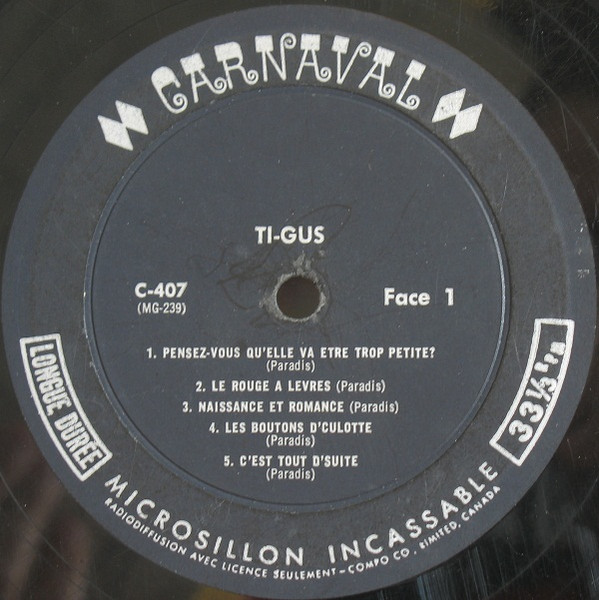 CARNAVAL
TI-GUS
C-407
(MG-239)
Face 1
1. PENSEZ-VOUS QU'ELLE VA ETRE TROP PETITE?
(Paradis)
2. LE ROUGE A LEVRES (Paradis)
3. NAISSANCE ET ROMANCE (Paradis)
4. LES BOUTONS D'CULOTTE
(Paradis)
5. C'EST TOUT D'SUITE
(Paradis)
LONGUE DURÉE
33⅓ t/m
MICROSILLON INCASSABLE
RADIODIFFUSION AVEC LICENCE SEULEMENT-COMPO CO. LIMITED, CANADA